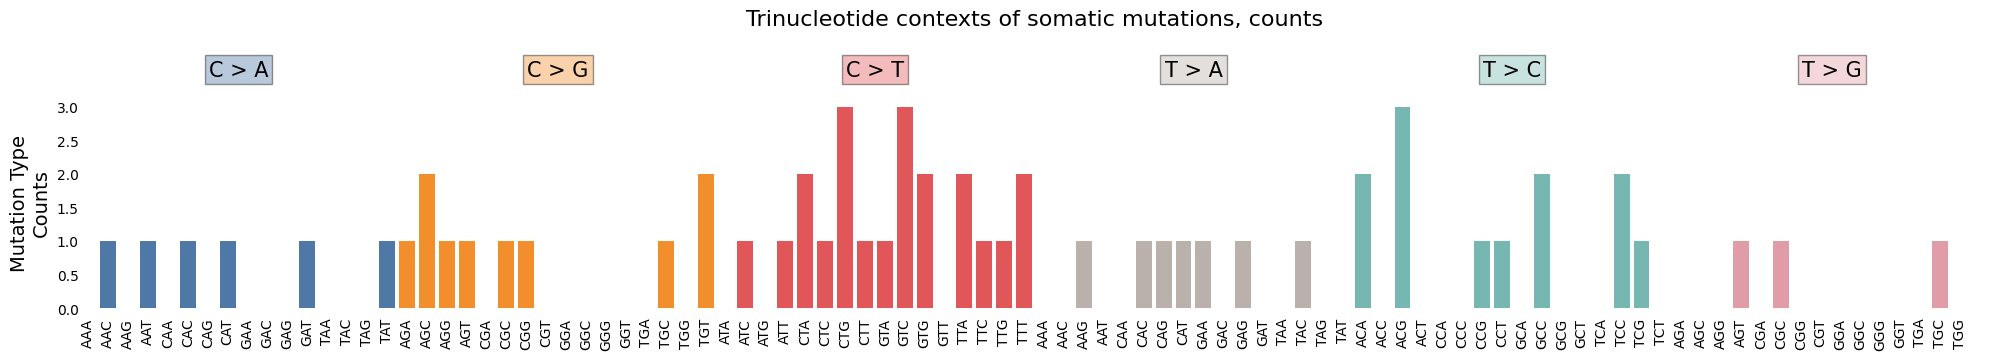 Trinucleotide contexts of somatic mutations, counts
C > A
C > G
C > T
T > A
T > C
T > G
Mutation Type
Counts
3.0
2.5
2.0
1.5
1.0
0.5
0.0
AAA AAC AAG AAT CAA CAC CAG CAT GAA GAC GAG GAT TAA TAC TAG TAT AGA AGC AGG AGT CGA CGC CGG CGT GGA GGC GGG GGT TGA TGC TGG TGT ATA ATC ATG ATT CTA CTC CTG CTT GTA GTC GTG GTT TTA TTC TTG TTT AAA AAC AAG AAT CAA CAC CAG CAT GAA GAC GAG GAT TAA TAC TAG TAT ACA ACC ACG ACT CCA CCC CCG CCT GCA GCC GCG GCT TCA TCC TCG TCT AGA AGC AGG AGT CGA CGC CGG CGT GGA GGC GGG GGT TGA TGC TGG